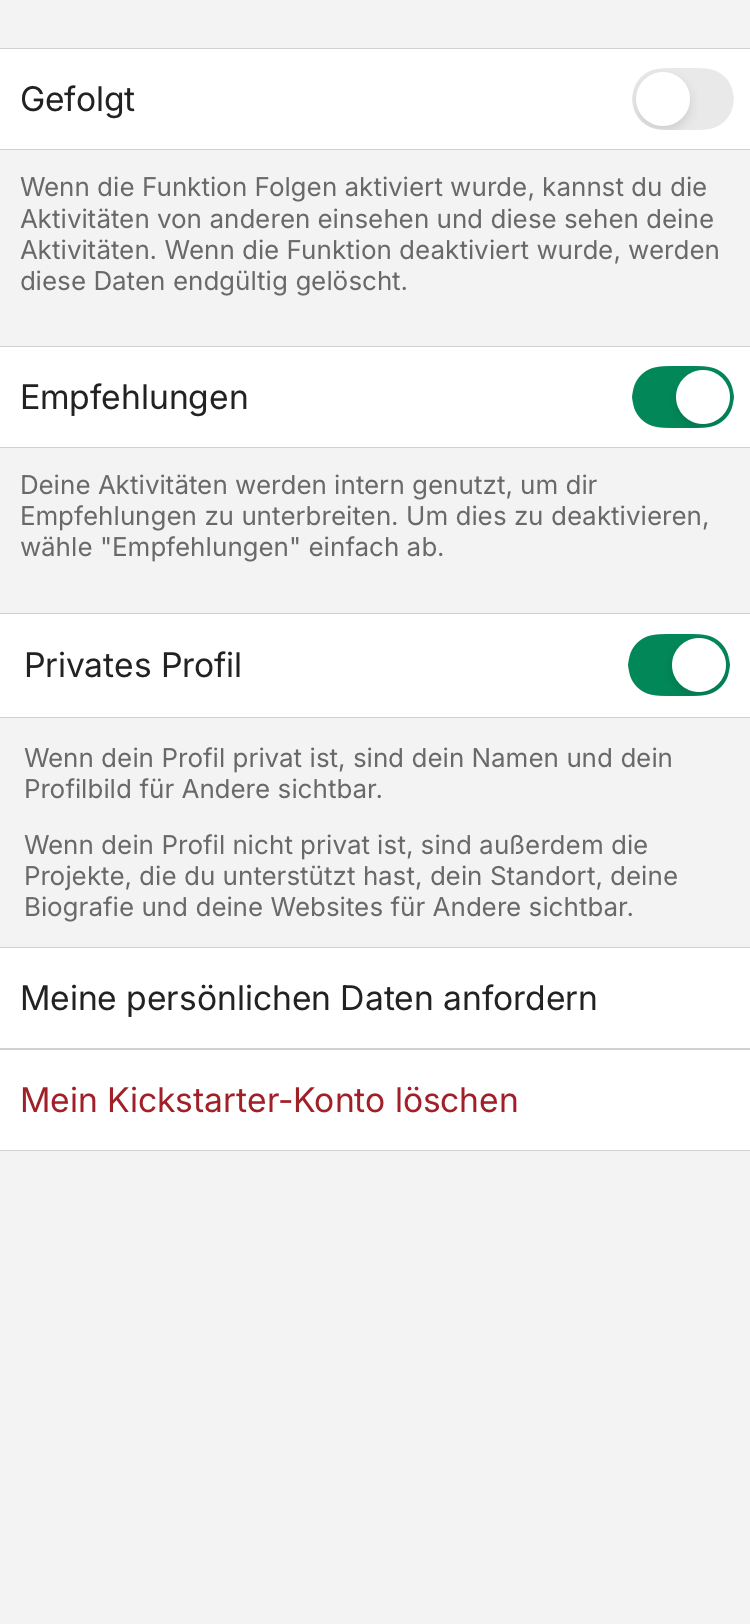 Gefolgt
Wenn die Funktion Folgen aktiviert wurde, kannst du die
Aktivitäten von anderen einsehen und diese sehen deine
Aktivitäten. Wenn die Funktion deaktiviert wurde, werden
diese Daten endgültig gelöscht.
Empfehlungen
Deine Aktivitäten werden intern genutzt, um dir
Empfehlungen zu unterbreiten. Um dies zu deaktivieren,
wähle "Empfehlungen" einfach ab.
Privates Profil
Wenn dein Profil privat ist, sind dein Namen und dein
Profilbild für Andere sichtbar.
Wenn dein Profil nicht privat ist, sind außerdem die
Projekte, die du unterstützt hast, dein Standort, deine
Biografie und deine Websites für Andere sichtbar.
Meine persönlichen Daten anfordern
Mein Kickstarter-Konto löschen